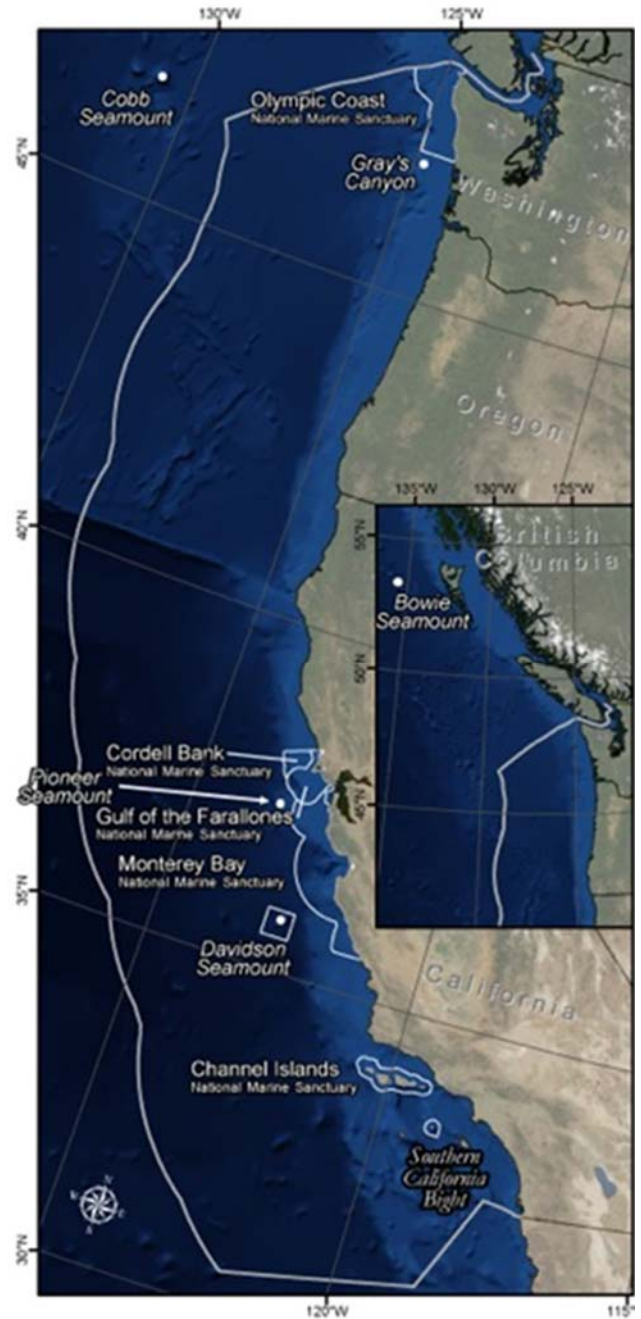 130°W
125°W
Cobb
Seamount
Olympic Coast
National Marine Sanctuary
45°N
Gray's
Canyon
Washington
Oregon
135°W
130°W
125°W
55°N
British
Columbia
Bowie
Seamount
50°N
45°N
40°N
Cordell Bank
National Marine Sanctuary
Pioneer
Seamount
Gulf of the Farallones
National Marine Sanctuary
Monterey Bay
National Marine Sanctuary
35°N
Davidson
Seamount
California
Channel Islands
National Marine Sanctuary
Southern
California
Bight
N
W
E
S
30°N
120°W
115°W